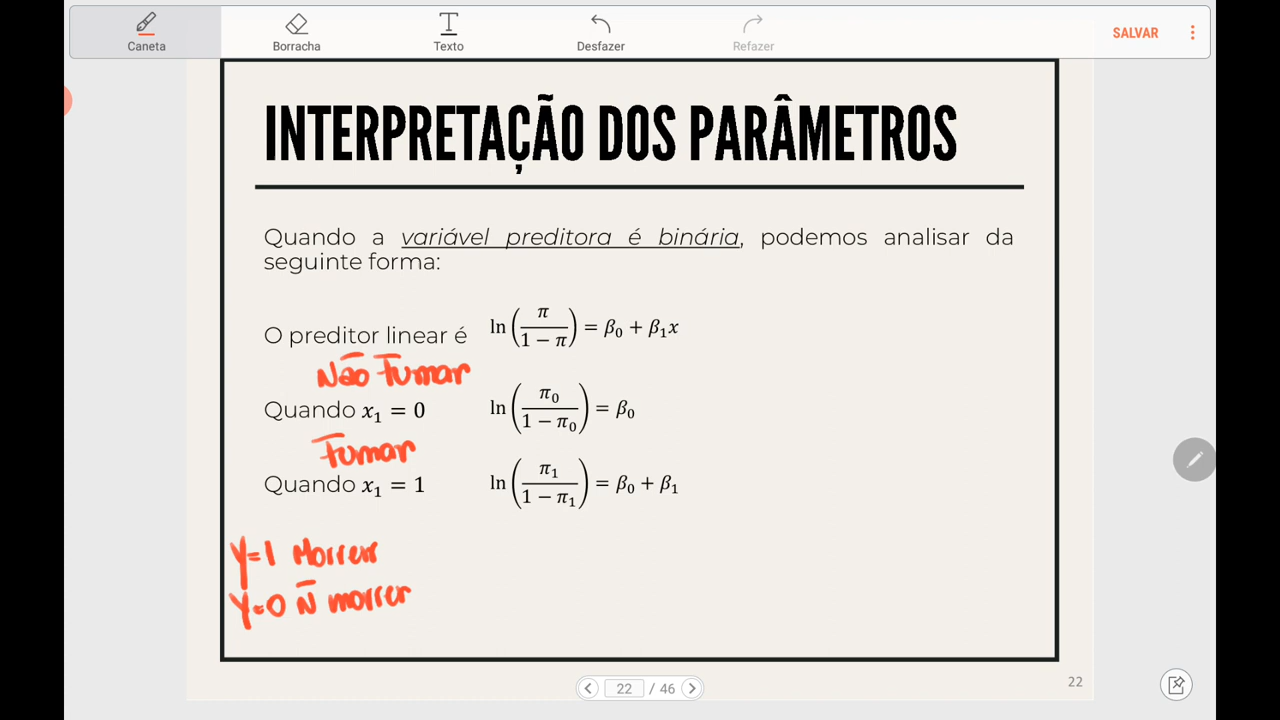 Caneta Borracha Texto Desfazer Refazer SALVAR
INTERPRETAÇÃO DOS PARÂMETROS
Quando a variável preditora é binária, podemos analisar da
seguinte forma:
O preditor linear é ln(π/(1 − π)) = β₀ + β₁x
Não Fumar
Quando x₁ = 0 ln(π₀/(1 − π₀)) = β₀
Fumar
Quando x₁ = 1 ln(π₁/(1 − π₁)) = β₀ + β₁
Y=1 Morrer
Y=0 N̄ morrer
22
22 / 46